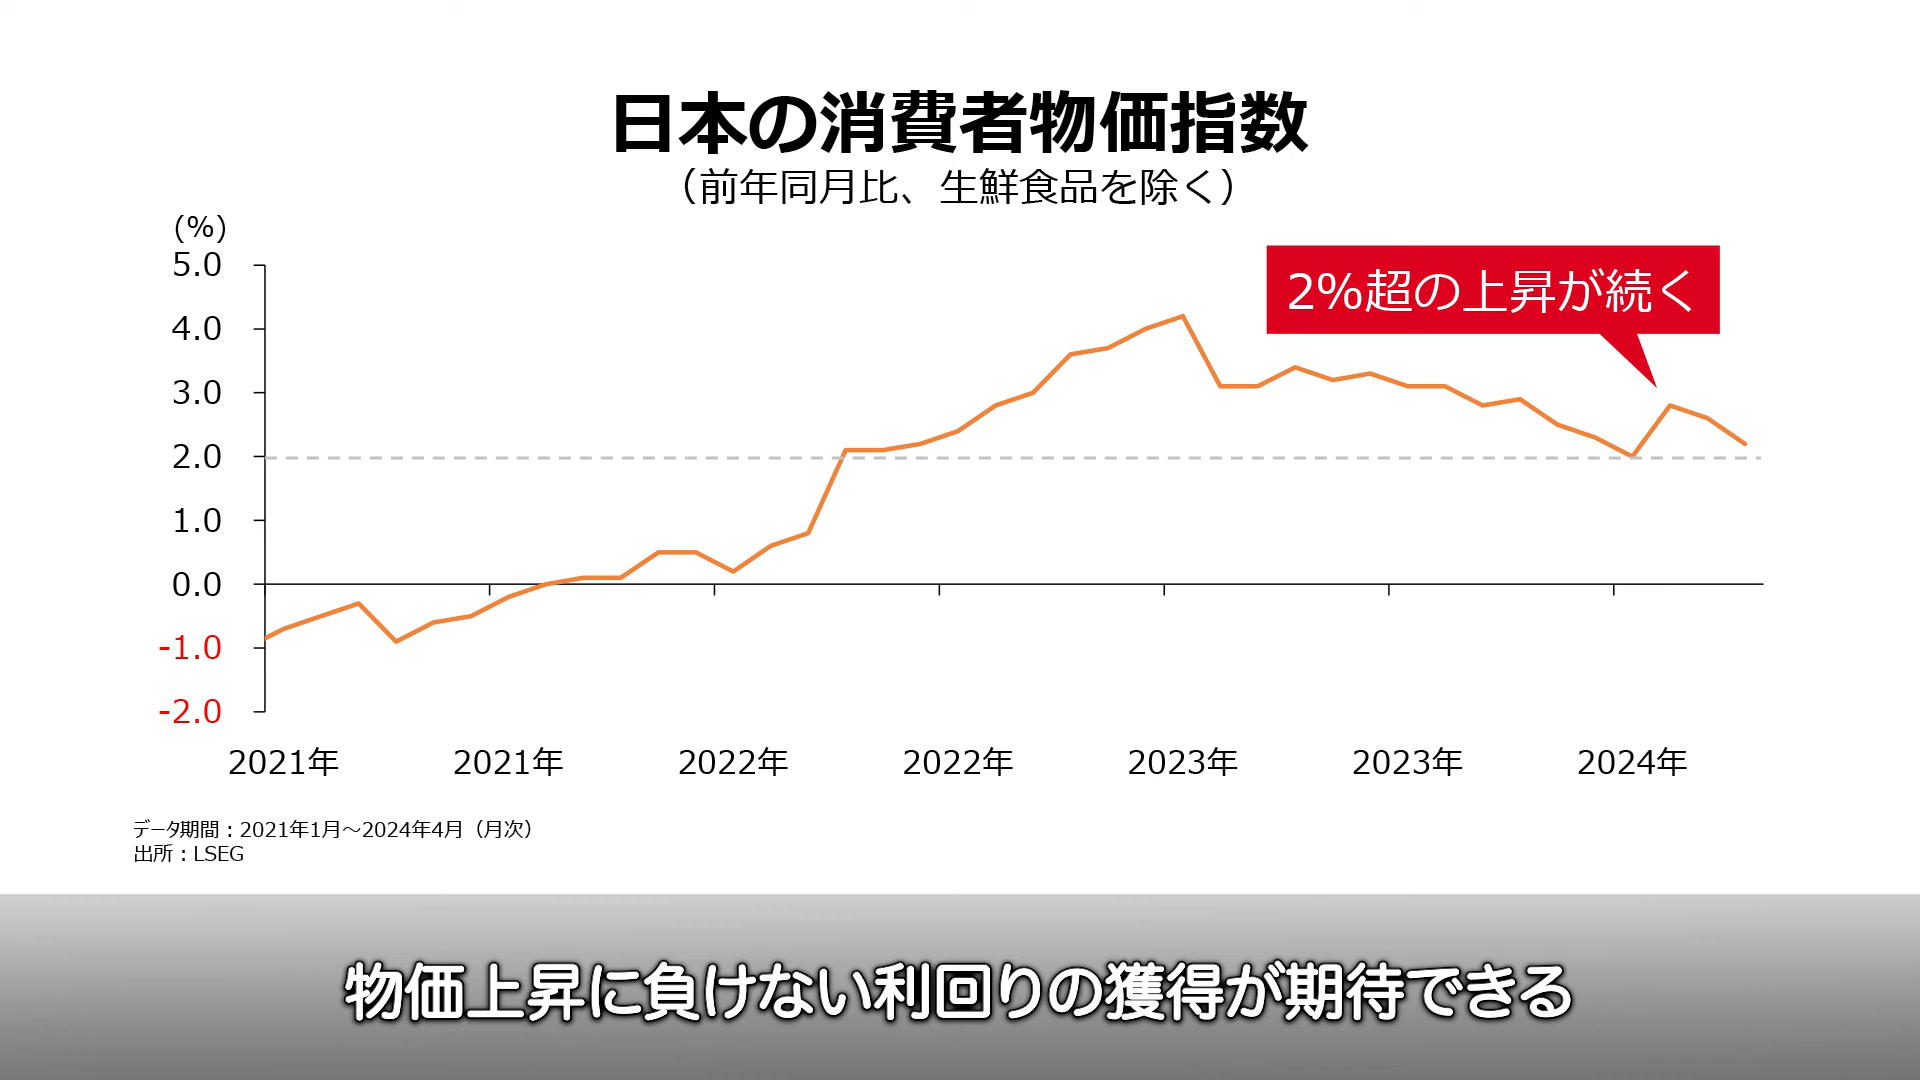 日本の消費者物価指数
（前年同月比、生鮮食品を除く）
(%)
5.0
4.0
3.0
2.0
1.0
0.0
-1.0
-2.0
2%超の上昇が続く
2021年 2021年 2022年 2022年 2023年 2023年 2024年
データ期間：2021年1月～2024年4月（月次）
出所：LSEG
物価上昇に負けない利回りの獲得が期待できる